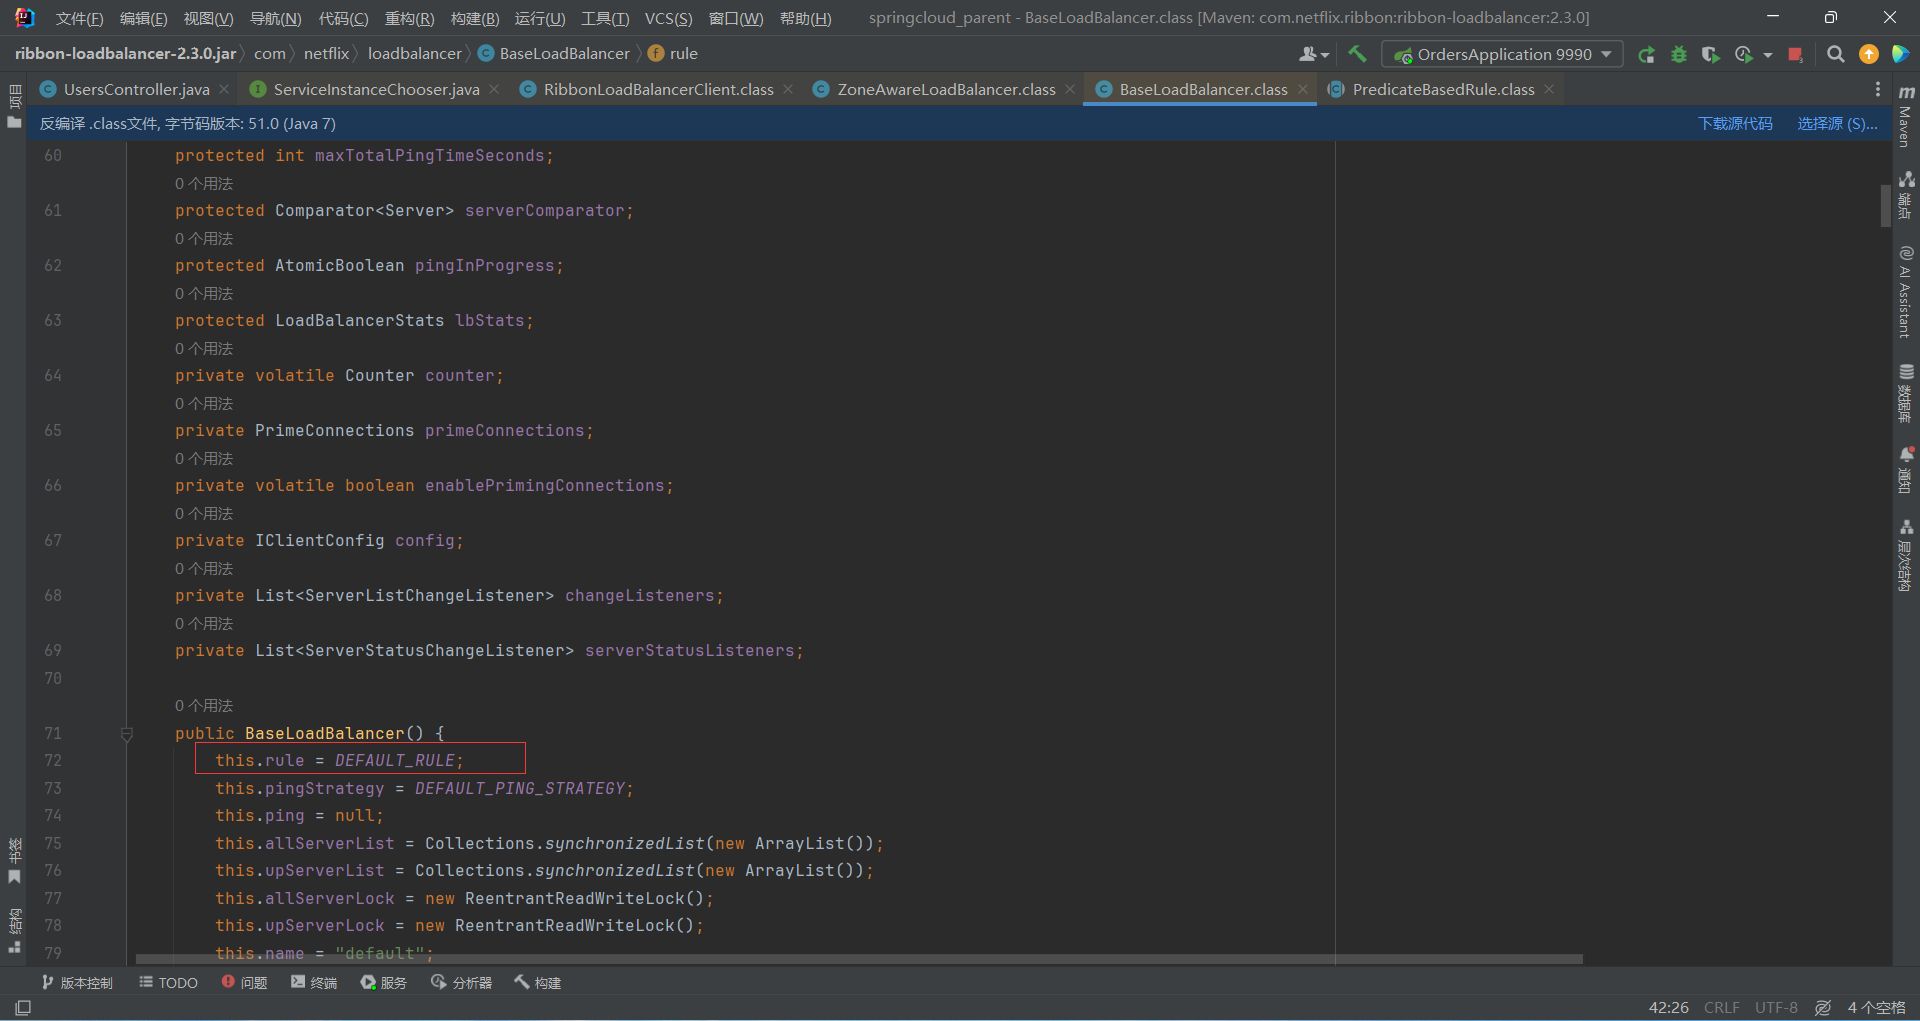 文件(F) 编辑(E) 视图(V) 导航(N) 代码(C) 重构(R) 构建(B) 运行(U) 工具(T) VCS(S) 窗口(W) 帮助(H) springcloud_parent - BaseLoadBalancer.class [Maven: com.netflix.ribbon:ribbon-loadbalancer:2.3.0]
ribbon-loadbalancer-2.3.0.jar com netflix loadbalancer BaseLoadBalancer rule OrdersApplication 9990
UsersController.java ServiceInstanceChooser.java RibbonLoadBalancerClient.class ZoneAwareLoadBalancer.class BaseLoadBalancer.class PredicateBasedRule.class
反编译 .class文件, 字节码版本: 51.0 (Java 7) 下载源代码 选择源 (S)...
60 protected int maxTotalPingTimeSeconds;
0 个用法
61 protected Comparator<Server> serverComparator;
0 个用法
62 protected AtomicBoolean pingInProgress;
0 个用法
63 protected LoadBalancerStats lbStats;
0 个用法
64 private volatile Counter counter;
0 个用法
65 private PrimeConnections primeConnections;
0 个用法
66 private volatile boolean enablePrimingConnections;
0 个用法
67 private IClientConfig config;
0 个用法
68 private List<ServerListChangeListener> changeListeners;
0 个用法
69 private List<ServerStatusChangeListener> serverStatusListeners;
70
0 个用法
71 public BaseLoadBalancer() {
72 this.rule = DEFAULT_RULE;
73 this.pingStrategy = DEFAULT_PING_STRATEGY;
74 this.ping = null;
75 this.allServerList = Collections.synchronizedList(new ArrayList());
76 this.upServerList = Collections.synchronizedList(new ArrayList());
77 this.allServerLock = new ReentrantReadWriteLock();
78 this.upServerLock = new ReentrantReadWriteLock();
79 this.name = "default";
项目
书签
结构
Maven
端点
AI Assistant
数据库
通知
层次结构
版本控制 TODO 问题 终端 服务 分析器 构建
42:26 CRLF UTF-8 4 个空格